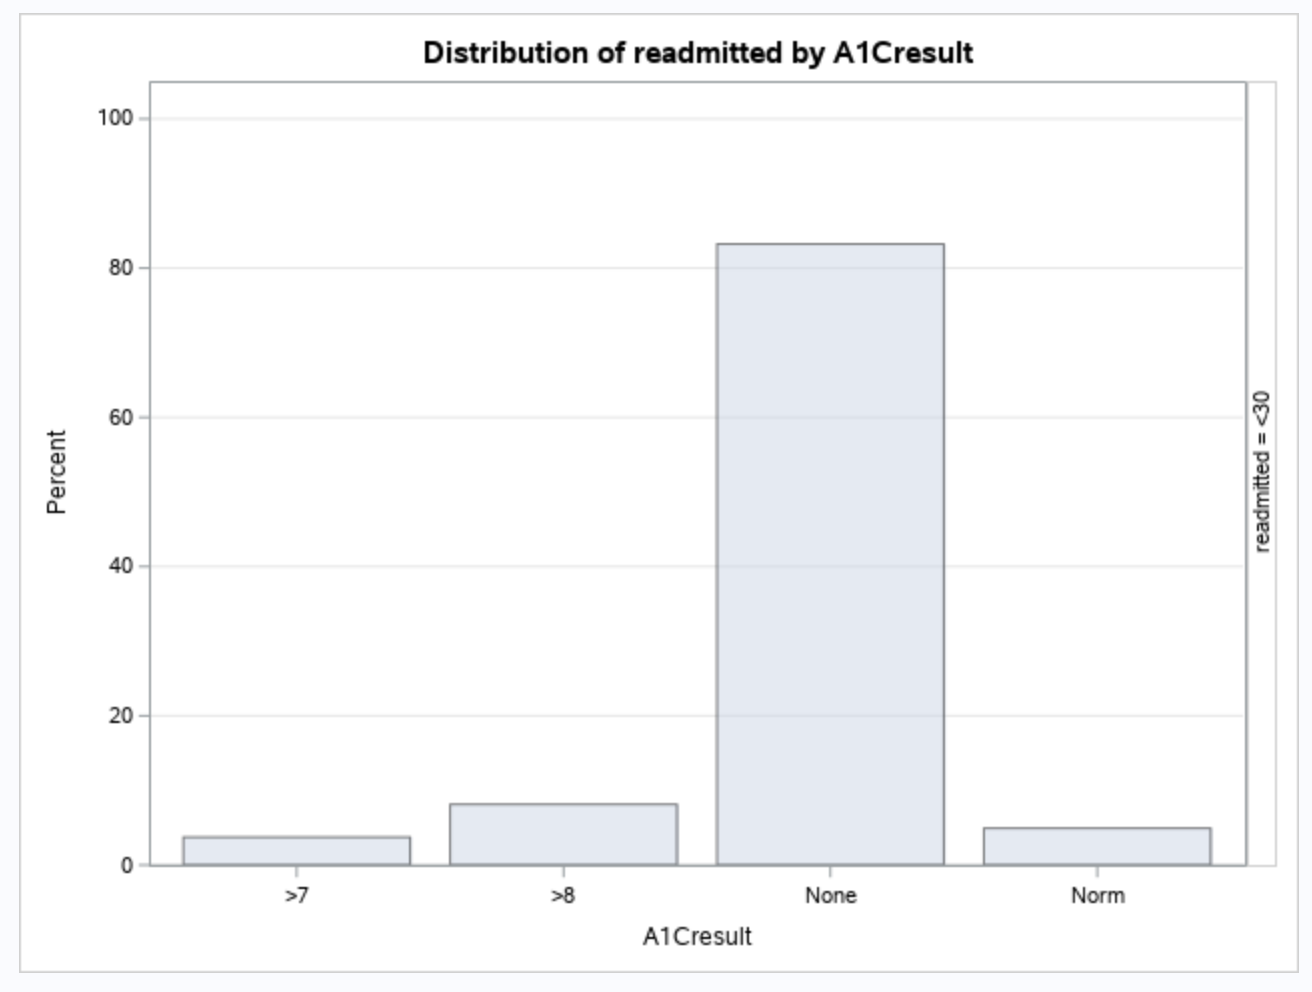 Distribution of readmitted by A1Cresult
100
80
60
40
20
0
Percent
>7
>8
None
Norm
A1Cresult
readmitted = <30